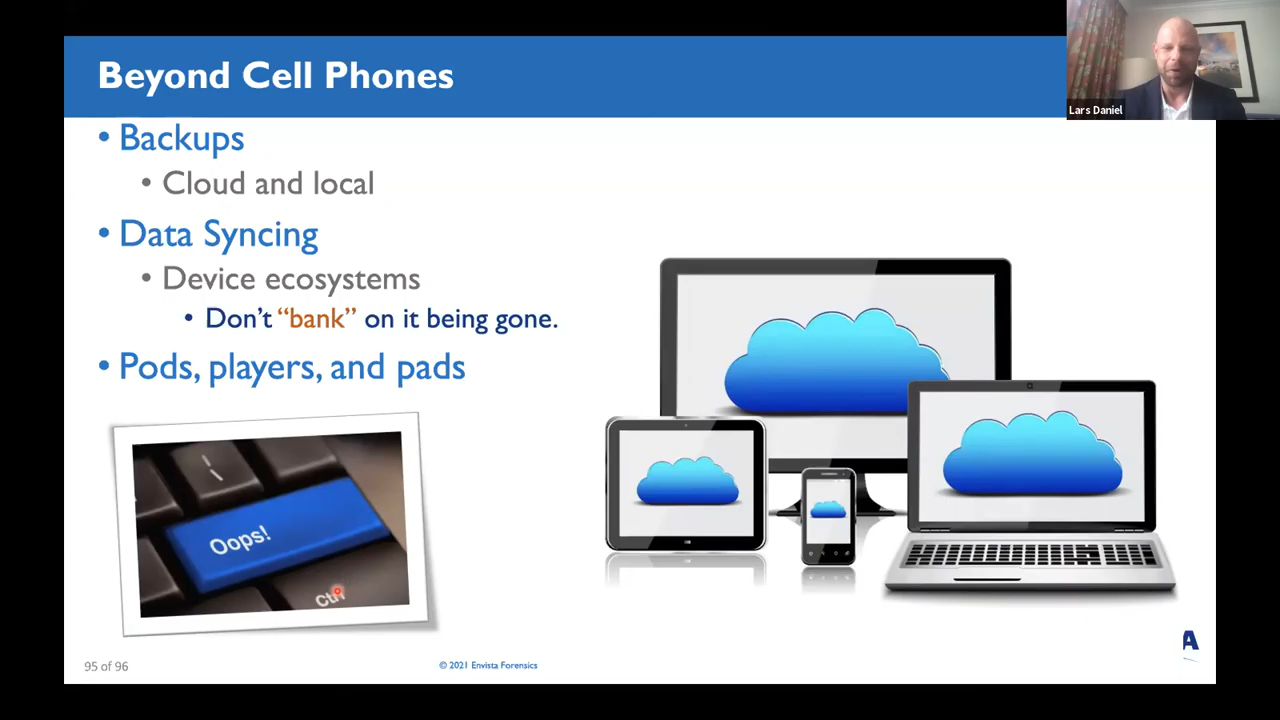 Beyond Cell Phones
Lars Daniel
• Backups
• Cloud and local
• Data Syncing
• Device ecosystems
• Don't “bank” on it being gone.
• Pods, players, and pads
Oops!
Ctrl
95 of 96
© 2021 Envista Forensics
A